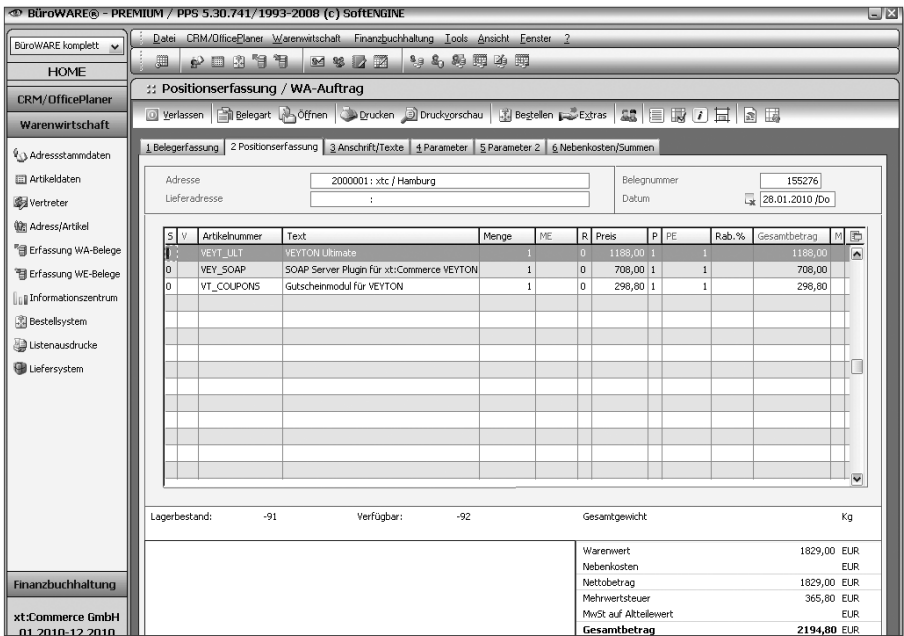 BüroWARE® - PREMIUM / PPS 5.30.741/1993-2008 (c) SoftENGINE
BüroWARE komplett
HOME
CRM/OfficePlaner
Warenwirtschaft
Adressstammdaten
Artikeldaten
Vertreter
Adress/Artikel
Erfassung WA-Belege
Erfassung WE-Belege
Informationszentrum
Bestellsystem
Listenausdrucke
Liefersystem
Finanzbuchhaltung
xt:Commerce GmbH
01.2010-12.2010
Datei CRM/OfficePlaner Warenwirtschaft Finanzbuchhaltung Tools Ansicht Fenster ?
:: Positionserfassung / WA-Auftrag
Verlassen Belegart Öffnen Drucken Druckvorschau Bestellen Extras
1 Belegerfassung 2 Positionserfassung 3 Anschrift/Texte 4 Parameter 5 Parameter 2 6 Nebenkosten/Summen
Adresse 2000001 : xtc / Hamburg Belegnummer 155276
Lieferadresse : Datum 28.01.2010 /Do
S V Artikelnummer Text Menge ME R Preis P PE Rab.% Gesamtbetrag M
VEYT_ULT VEYTON Ultimate 1 0 1188,00 1 1 1188,00
0 VEY_SOAP SOAP Server Plugin für xt:Commerce VEYTON 1 0 708,00 1 1 708,00
0 VT_COUPONS Gutscheinmodul für VEYTON 1 0 298,80 1 1 298,80
Lagerbestand: -91 Verfügbar: -92 Gesamtgewicht Kg
Warenwert 1829,00 EUR
Nebenkosten EUR
Nettobetrag 1829,00 EUR
Mehrwertsteuer 365,80 EUR
MwSt auf Altteilewert EUR
Gesamtbetrag 2194,80 EUR